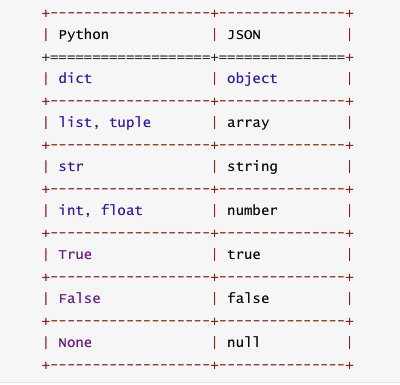 +-------------------+---------------+
| Python            | JSON          |
+===================+===============+
| dict              | object        |
+-------------------+---------------+
| list, tuple       | array         |
+-------------------+---------------+
| str               | string        |
+-------------------+---------------+
| int, float        | number        |
+-------------------+---------------+
| True              | true          |
+-------------------+---------------+
| False             | false         |
+-------------------+---------------+
| None              | null          |
+-------------------+---------------+